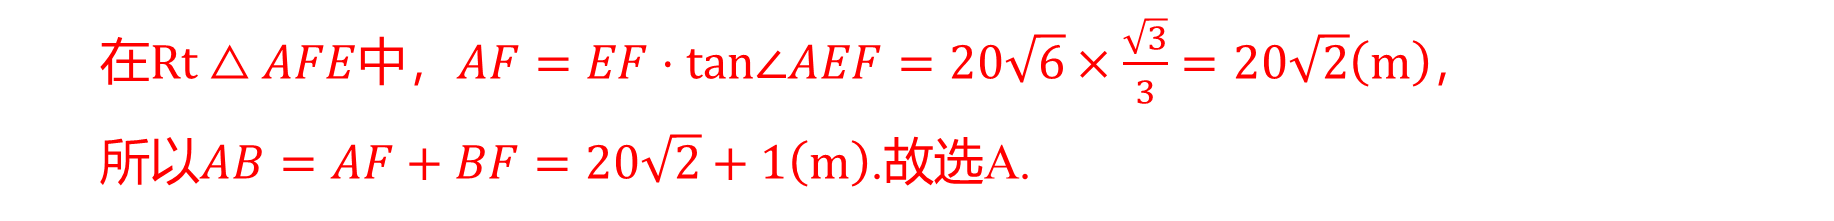 在Rt△AFE中，AF = EF · tan∠AEF = 20√6 × √3/3 = 20√2(m)，
所以AB = AF + BF = 20√2 + 1(m).故选A.